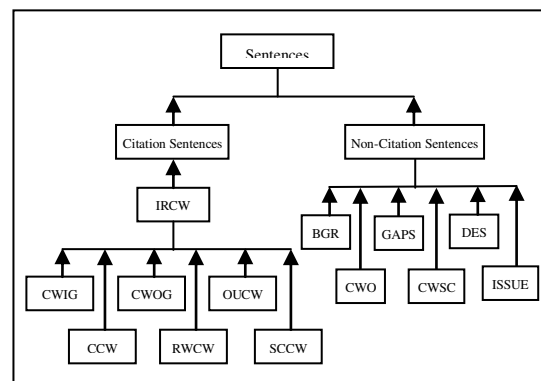 Sentences
Citation Sentences
Non-Citation Sentences
IRCW
BGR
GAPS
DES
CWO
CWSC
ISSUE
CWIG
CWOG
OUCW
CCW
RWCW
SCCW